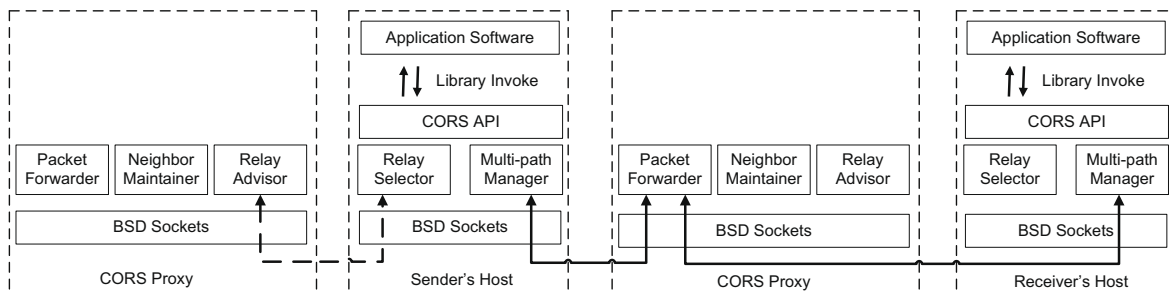 Application Software
Application Software
Library Invoke
Library Invoke
CORS API
CORS API
Packet
Forwarder
Neighbor
Maintainer
Relay
Advisor
Relay
Selector
Multi-path
Manager
Packet
Forwarder
Neighbor
Maintainer
Relay
Advisor
Relay
Selector
Multi-path
Manager
BSD Sockets
BSD Sockets
BSD Sockets
BSD Sockets
CORS Proxy
Sender's Host
CORS Proxy
Receiver's Host